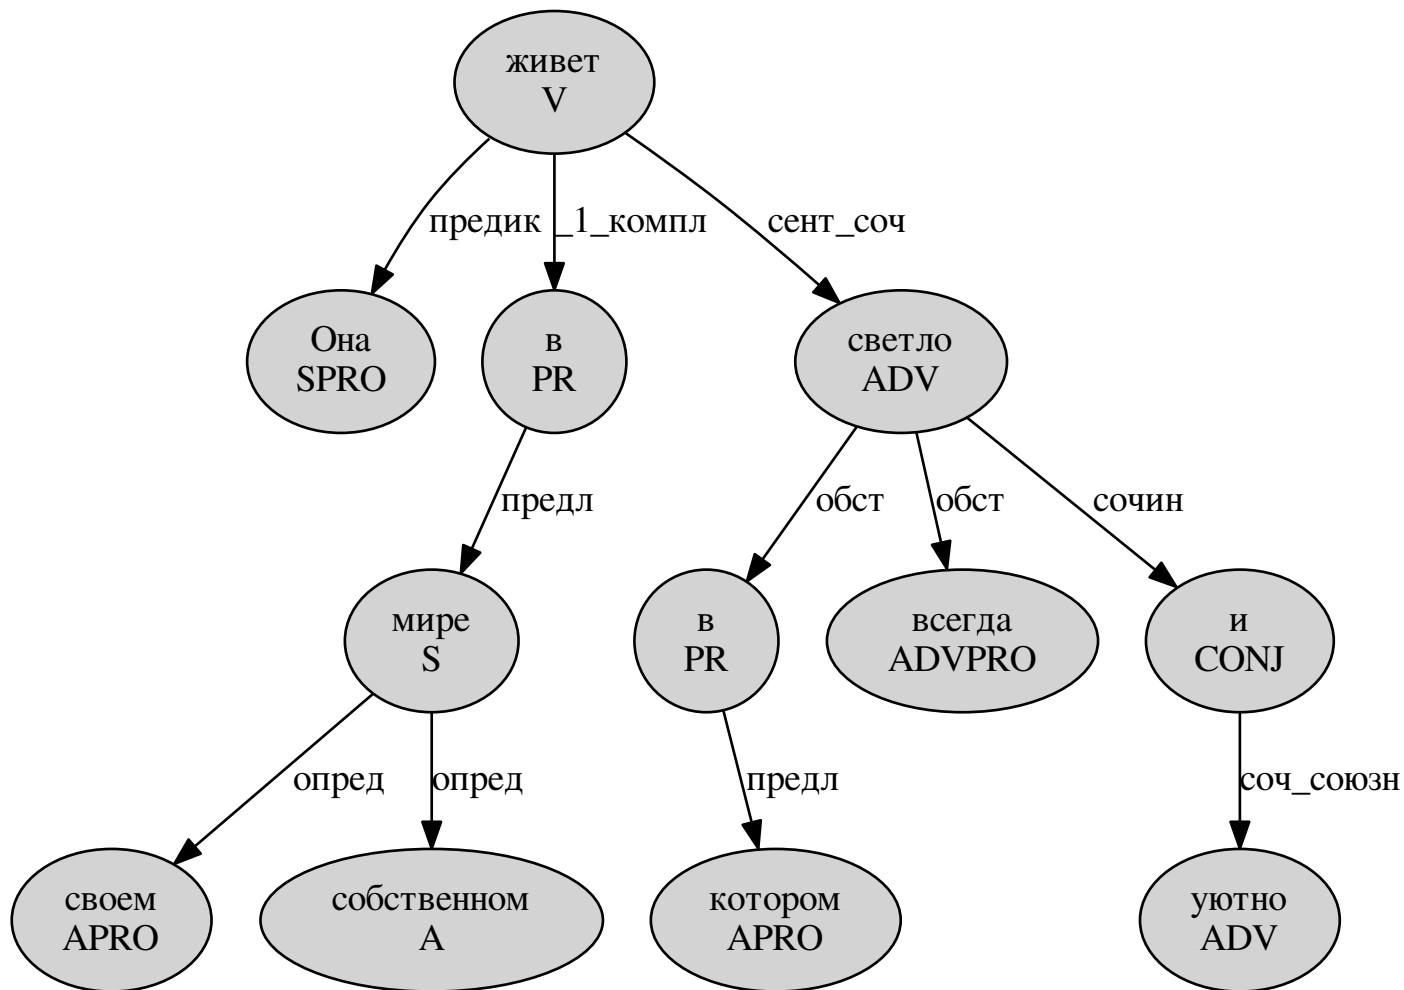 живет
V
предик
_1_компл
сент_соч
Она
SPRO
в
PR
светло
ADV
предл
обст
обст
сочин
мире
S
в
PR
всегда
ADVPRO
и
CONJ
опред
опред
предл
соч_союзн
своем
APRO
собственном
A
котором
APRO
уютно
ADV